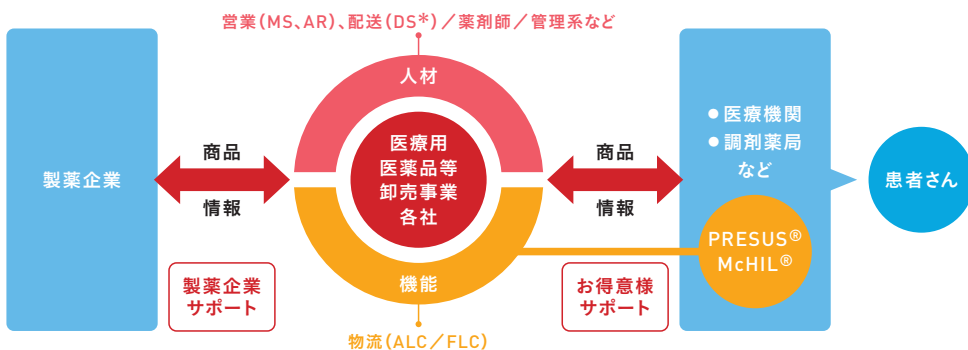 営業(MS、AR)、配送(DS*)／薬剤師／管理系など
人材
製薬企業
商品
情報
医療用
医薬品等
卸売事業
各社
商品
情報
●医療機関
●調剤薬局
など
患者さん
PRESUS®
McHIL®
機能
製薬企業
サポート
お得意様
サポート
物流(ALC／FLC)